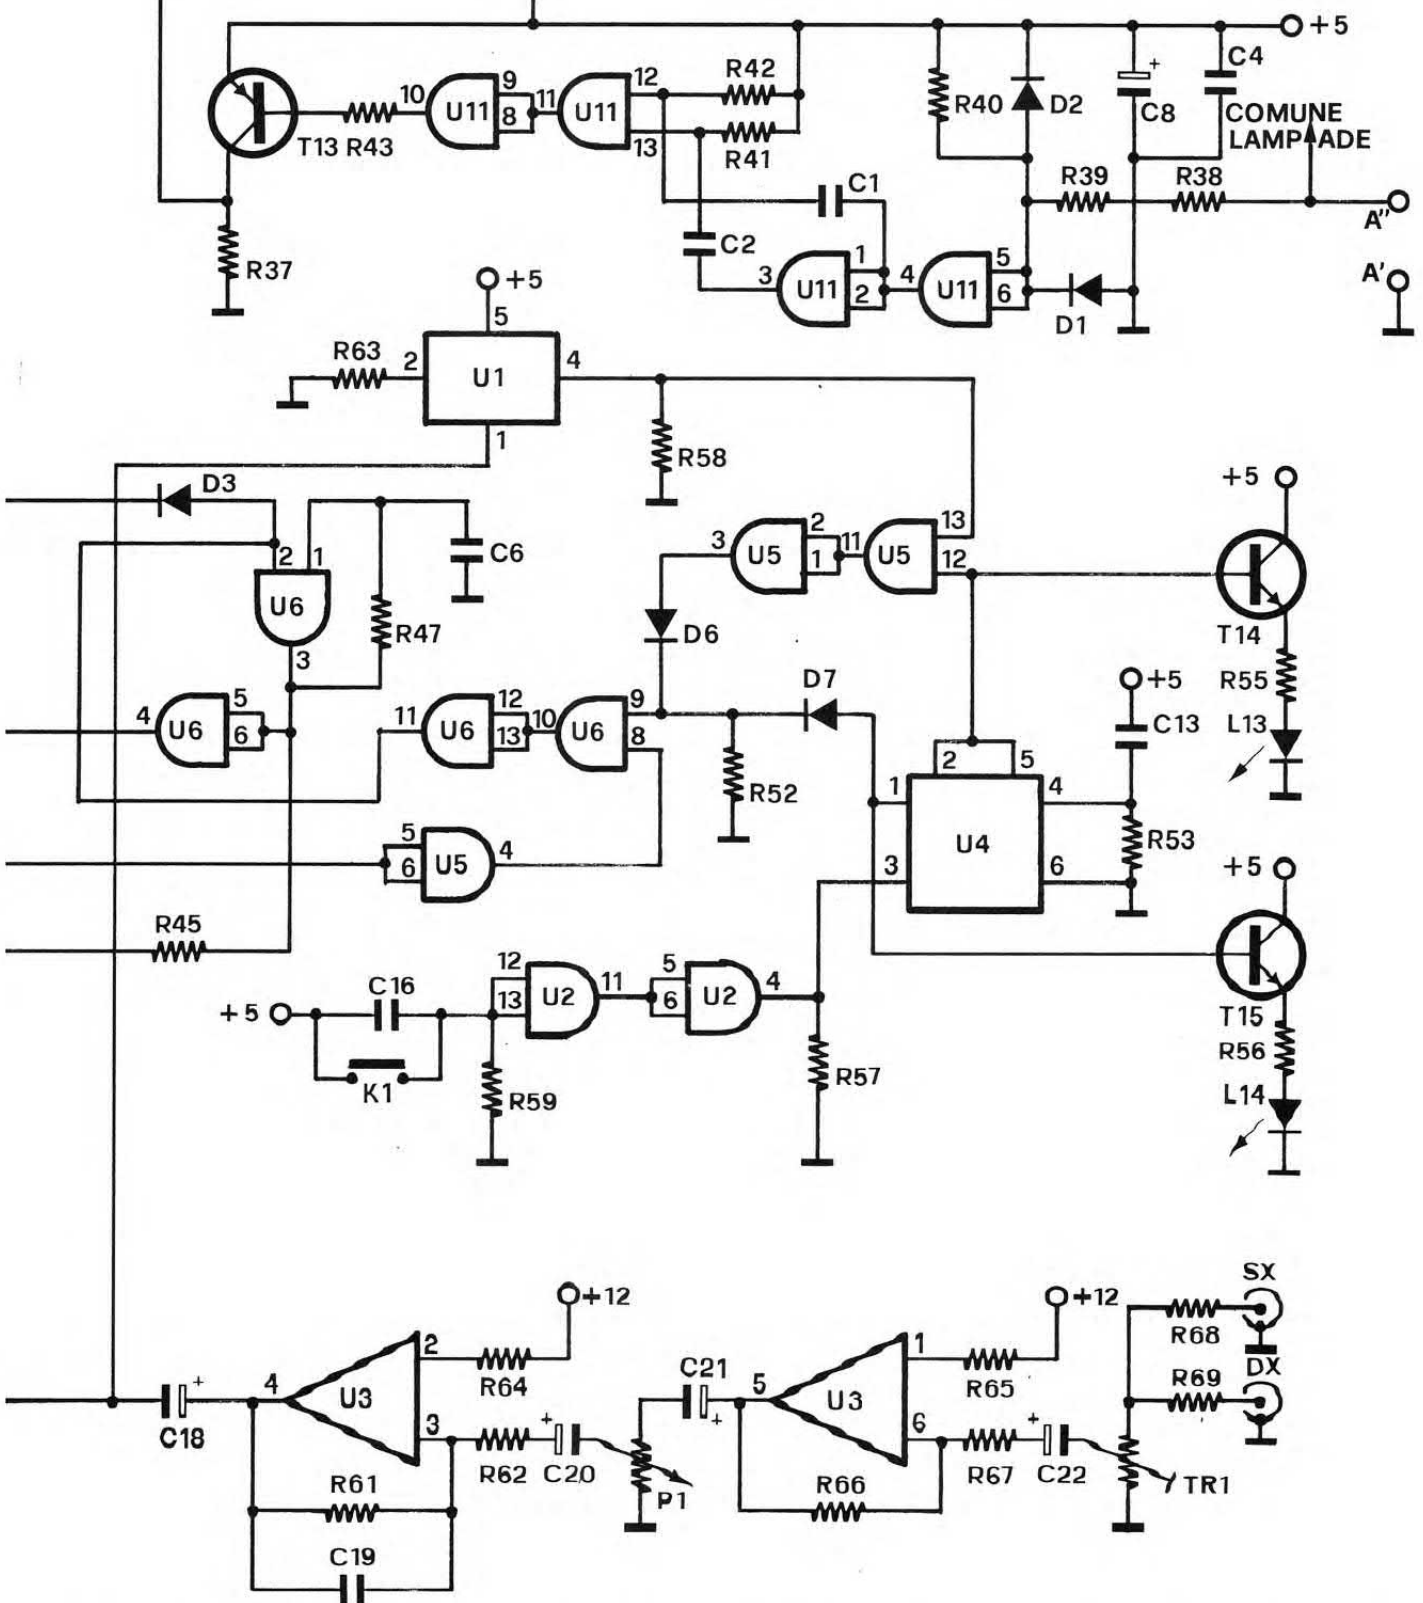 +5
C4
R42
12
10
9
U11
8
11
U11
13
R41
R40
D2
+
C8
COMUNE
LAMPADE
T13 R43
R39
R38
A"
C1
C2
R37
3
U11
1
2
4
U11
5
6
D1
A'
+5
5
R63
2
U1
4
1
R58
D3
2
1
C6
U6
R47
3
+5
3
U5
2
1
11
U5
13
12
T14
D6
R55
D7
+5
L13
C13
4
U6
5
6
11
U6
12
13
10
U6
9
8
R52
2
5
1
4
U4
R53
3
6
5
6
U5
4
+5
R45
C16
+5
12
13
U2
11
5
6
U2
4
T15
R56
K1
R59
R57
L14
SX
+12
+12
R68
2
R64
C21
1
R65
R69
DX
4
U3
5
U3
+
C18
3
+
R62
C20
+
6
+
R67
C22
R61
P1
R66
TR1
C19